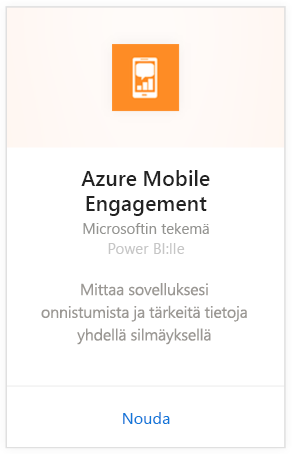 Azure Mobile
Engagement
Microsoftin tekemä
Power BI:lle
Mittaa sovelluksesi
onnistumista ja tärkeitä tietoja
yhdellä silmäyksellä
Nouda